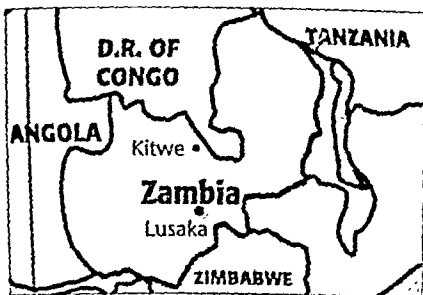 TANZANIA
D.R. OF
CONGO
ANGOLA
Kitwe
Zambia
Lusaka
ZIMBABWE